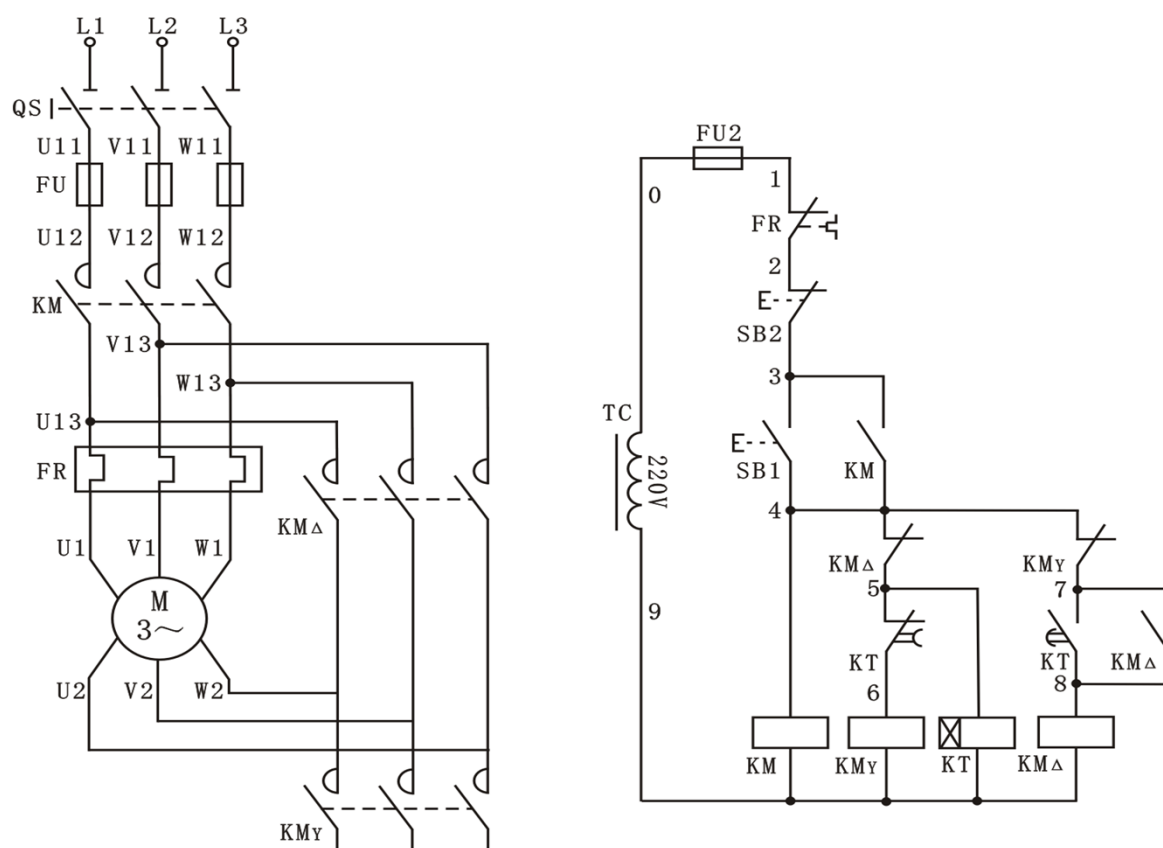 L1 L2 L3
QS
U11 V11 W11
FU
U12 V12 W12
KM
V13
W13
U13
FR
KM△
U1 V1 W1
M
3～
U2 V2 W2
KMY
FU2
0
1
FR
2
SB2
3
TC
220V
SB1
KM
4
KM△
KMY
5
7
9
KT
KT
KM△
6
8
KM
KMY
KT
KM△